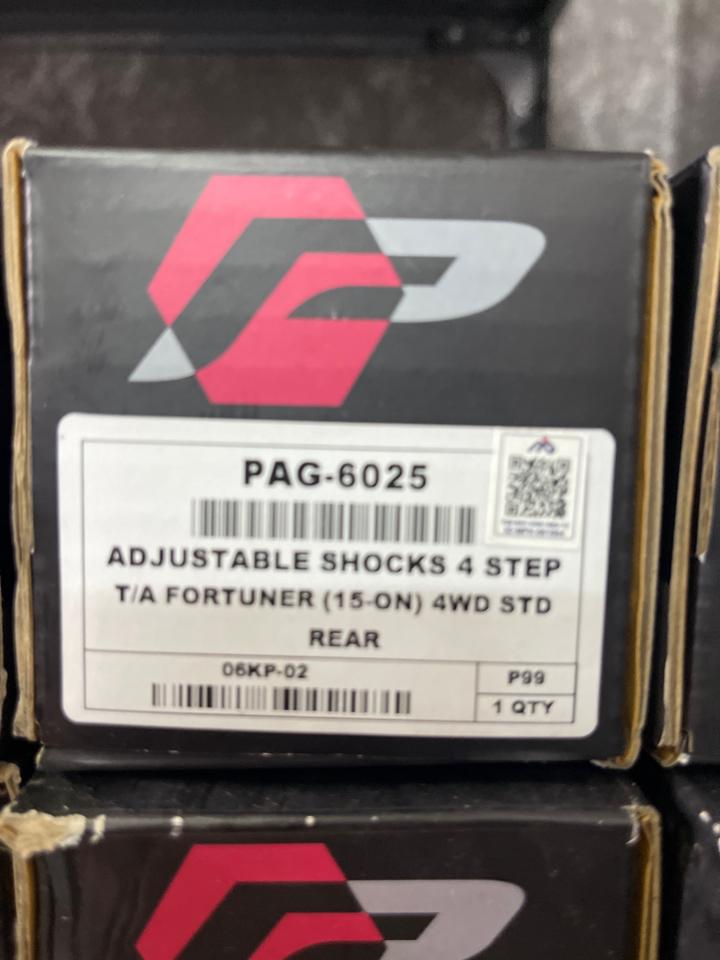 PAG-6025
ADJUSTABLE SHOCKS 4 STEP
T/A FORTUNER (15-ON) 4WD STD
REAR
06KP-02
P99
1 QTY